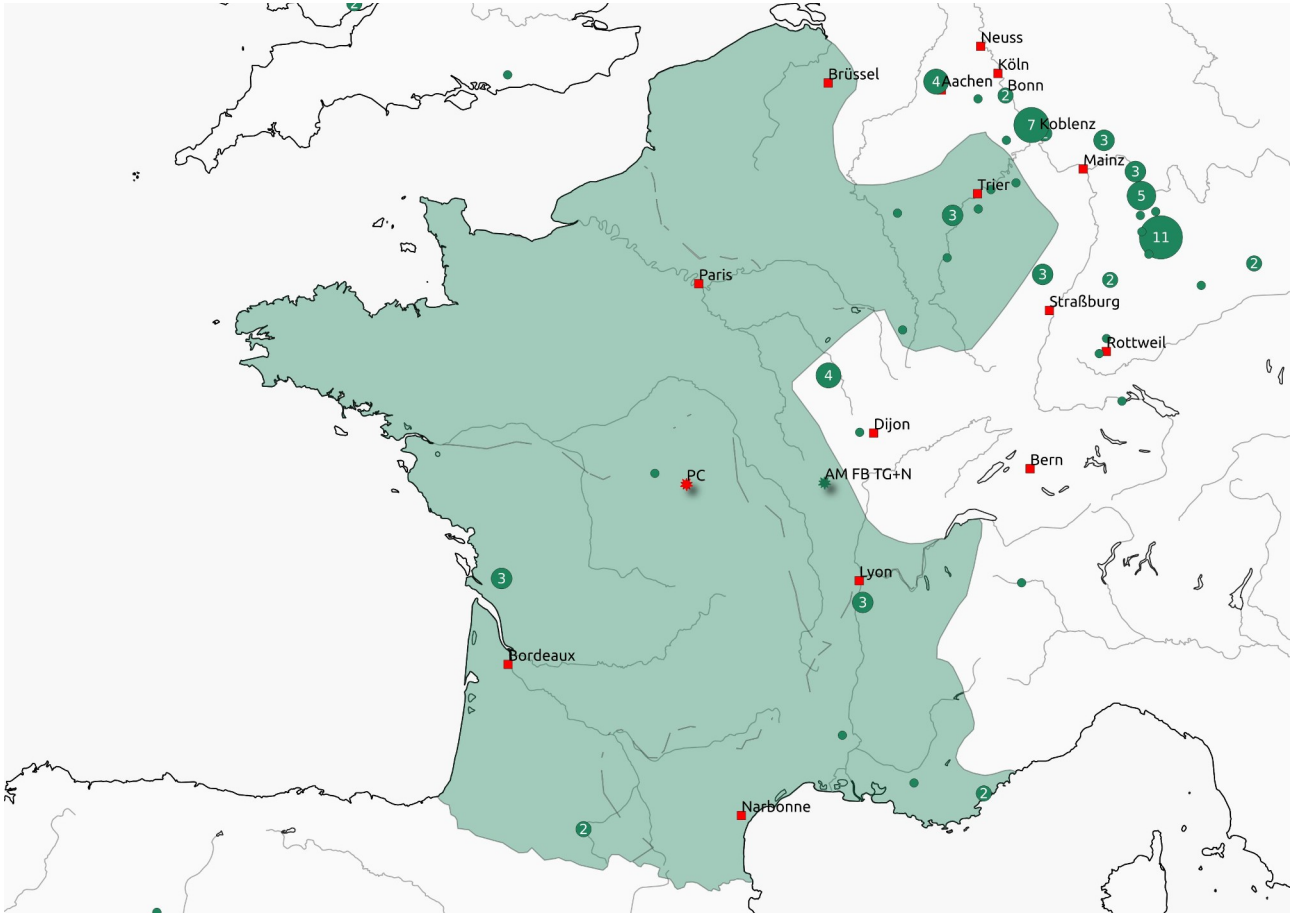 2
Neuss
Köln
Brüssel
4
Aachen
Bonn
2
7
Koblenz
3
Mainz
3
Trier
5
3
11
2
3
2
Paris
Straßburg
Rottweil
4
Dijon
Bern
PC
AM FB TG+N
3
Lyon
3
Bordeaux
2
Narbonne
2